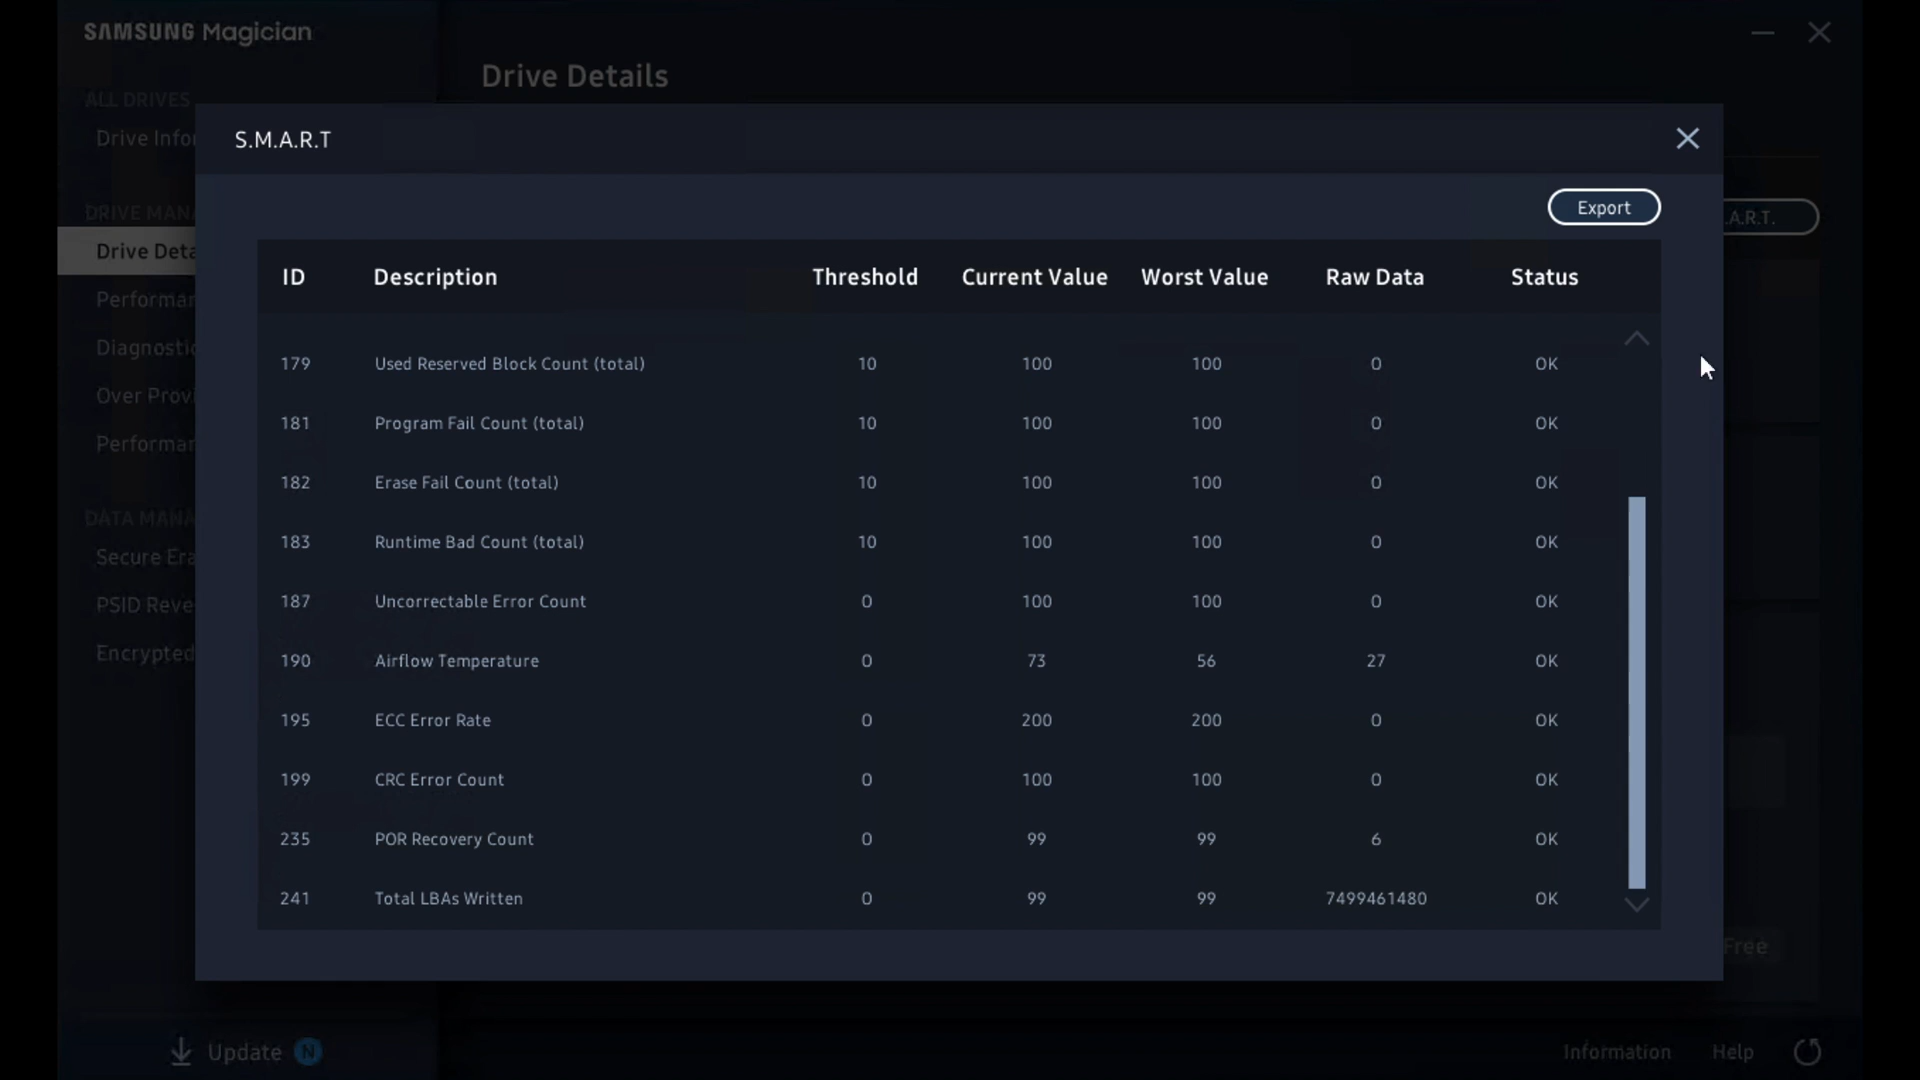 SAMSUNG Magician
Drive Details
ALL DRIVES
Drive Infor
S.M.A.R.T
DRIVE MANA
Export
.A.R.T.
Drive Deta
ID Description Threshold Current Value Worst Value Raw Data Status
Performan
Diagnostic
179 Used Reserved Block Count (total) 10 100 100 0 OK
Over Provi
181 Program Fail Count (total) 10 100 100 0 OK
Performan
182 Erase Fail Count (total) 10 100 100 0 OK
DATA MANA
183 Runtime Bad Count (total) 10 100 100 0 OK
Secure Era
187 Uncorrectable Error Count 0 100 100 0 OK
PSID Reve
Encrypted
190 Airflow Temperature 0 73 56 27 OK
195 ECC Error Rate 0 200 200 0 OK
199 CRC Error Count 0 100 100 0 OK
235 POR Recovery Count 0 99 99 6 OK
241 Total LBAs Written 0 99 99 7499461480 OK
Free
Update N
Information Help